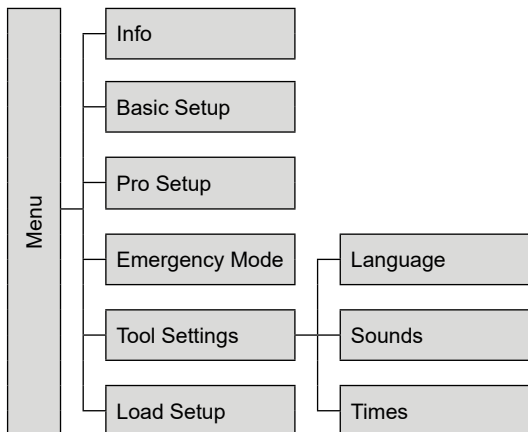 Menu
Info
Basic Setup
Pro Setup
Emergency Mode
Tool Settings
Load Setup
Language
Sounds
Times